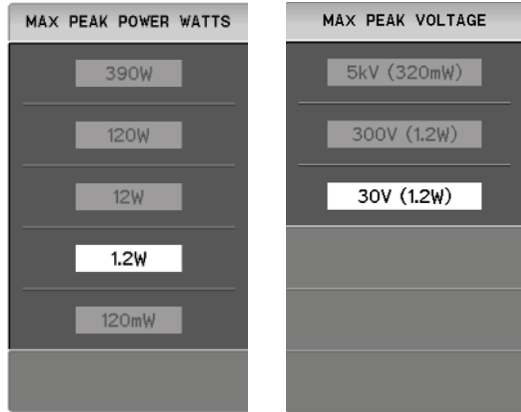 MAX PEAK POWER WATTS
390W
120W
12W
1.2W
120mW
MAX PEAK VOLTAGE
5kV (320mW)
300V (1.2W)
30V (1.2W)